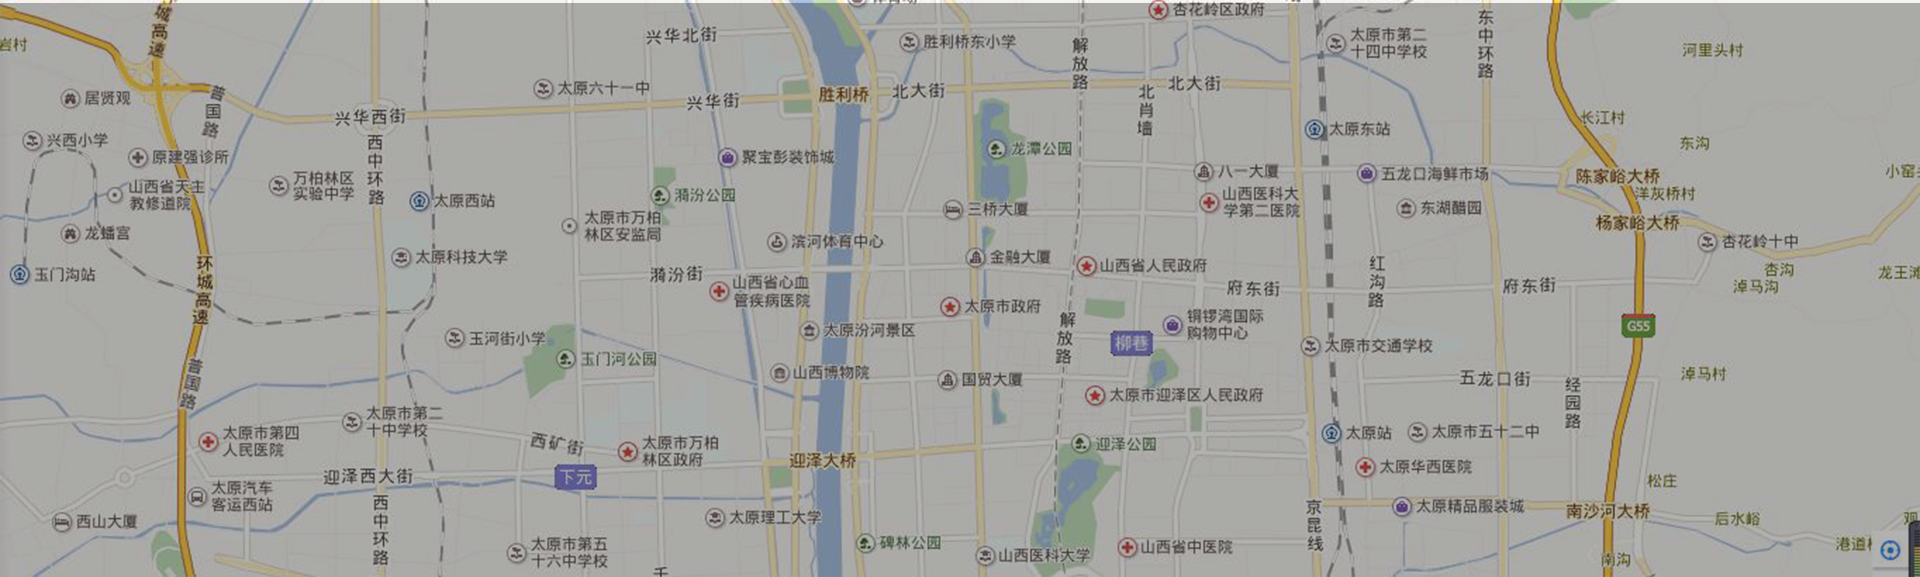 环城高速
岩村
居贤观
普国路
兴西小学
原建强诊所
山西省天主
教修道院
龙蟠宫
玉门沟站
环城高速
普国路
太原市第四
人民医院
太原汽车
客运西站
西山大厦
兴华西街
西中环路
万柏林区
实验中学
太原西站
太原科技大学
玉河街小学
玉门河公园
太原市第二
十中学校
迎泽西大街
西中环路
西矿街
下元
太原市第五
十六中学校
兴华北街
太原六十一中
兴华街
聚宝彭装饰城
漪汾公园
太原市万柏
林区安监局
滨河体育中心
漪汾街
山西省心血
管疾病医院
太原汾河景区
山西博物院
太原市万柏
林区政府
迎泽大桥
太原理工大学
碑林公园
胜利桥
北大街
胜利桥东小学
杏花岭区政府
解放路
北大街
北肖墙
龙潭公园
八一大厦
山西医科大
学第二医院
三桥大厦
金融大厦
山西省人民政府
府东街
太原市政府
解放路
铜锣湾国际
购物中心
柳巷
国贸大厦
太原市迎泽区人民政府
迎泽公园
山西医科大学
山西省中医院
太原市第二
十四中学校
东中环路
太原东站
五龙口海鲜市场
东湖醋园
红沟路
府东街
太原市交通学校
五龙口街
经园路
太原站
太原市五十二中
太原华西医院
太原精品服装城
京昆线
南沙河大桥
南沟
河里头村
长江村
东沟
陈家峪大桥
小窑
洋灰桥村
杨家峪大桥
杏花岭十中
杏沟
淖马沟
龙王
G55
淖马村
松庄
后水峪
观
港道
千